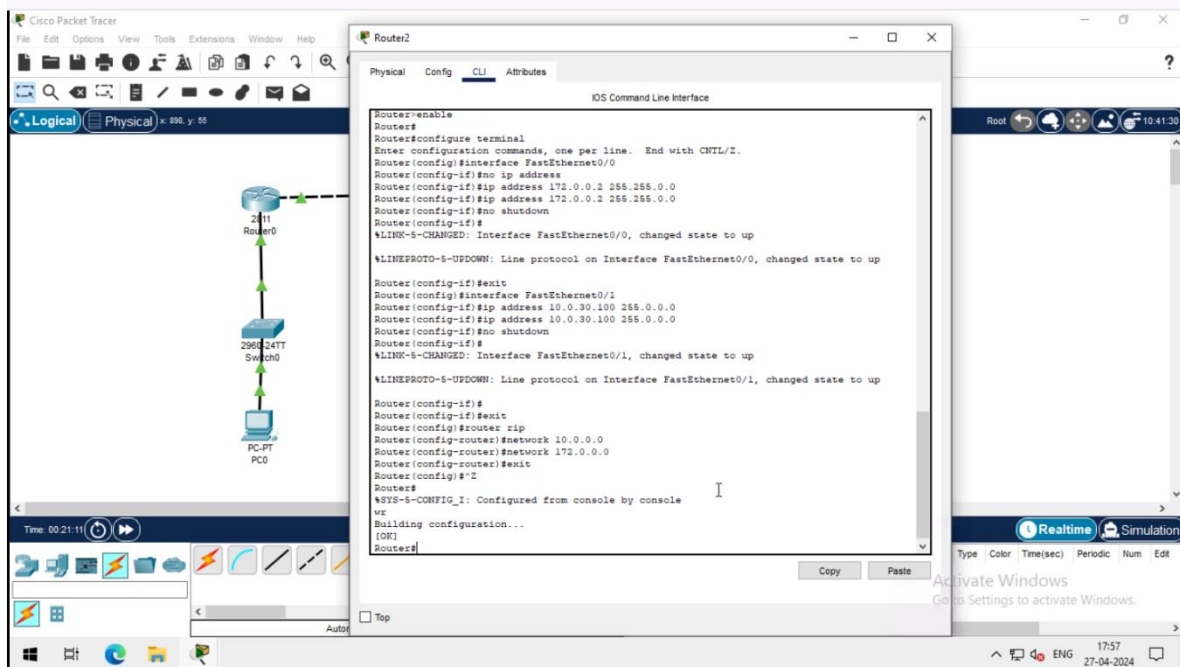 Cisco Packet Tracer
File Edit Options View Tools Extensions Window Help
Logical Physical x: 898, y: 55
Root 10:41:30
2811
Router0
2960-24TT
Switch0
PC-PT
PC0
Router2
Physical Config CLI Attributes
IOS Command Line Interface
Router>enable
Router#
Router#configure terminal
Enter configuration commands, one per line. End with CNTL/Z.
Router(config)#interface FastEthernet0/0
Router(config-if)#no ip address
Router(config-if)#ip address 172.0.0.2 255.255.0.0
Router(config-if)#ip address 172.0.0.2 255.255.0.0
Router(config-if)#no shutdown
Router(config-if)#
%LINK-5-CHANGED: Interface FastEthernet0/0, changed state to up
%LINEPROTO-5-UPDOWN: Line protocol on Interface FastEthernet0/0, changed state to up
Router(config-if)#exit
Router(config)#interface FastEthernet0/1
Router(config-if)#ip address 10.0.30.100 255.0.0.0
Router(config-if)#ip address 10.0.30.100 255.0.0.0
Router(config-if)#no shutdown
Router(config-if)#
%LINK-5-CHANGED: Interface FastEthernet0/1, changed state to up
%LINEPROTO-5-UPDOWN: Line protocol on Interface FastEthernet0/1, changed state to up
Router(config-if)#
Router(config-if)#exit
Router(config)#router rip
Router(config-router)#network 10.0.0.0
Router(config-router)#network 172.0.0.0
Router(config-router)#exit
Router(config)#^Z
Router#
%SYS-5-CONFIG_I: Configured from console by console
wr
Building configuration...
[OK]
Router#
Copy Paste
Top
Time: 00:21:11
Realtime Simulation
Type Color Time(sec) Periodic Num Edit
Activate Windows
Go to Settings to activate Windows.
ENG 17:57
27-04-2024